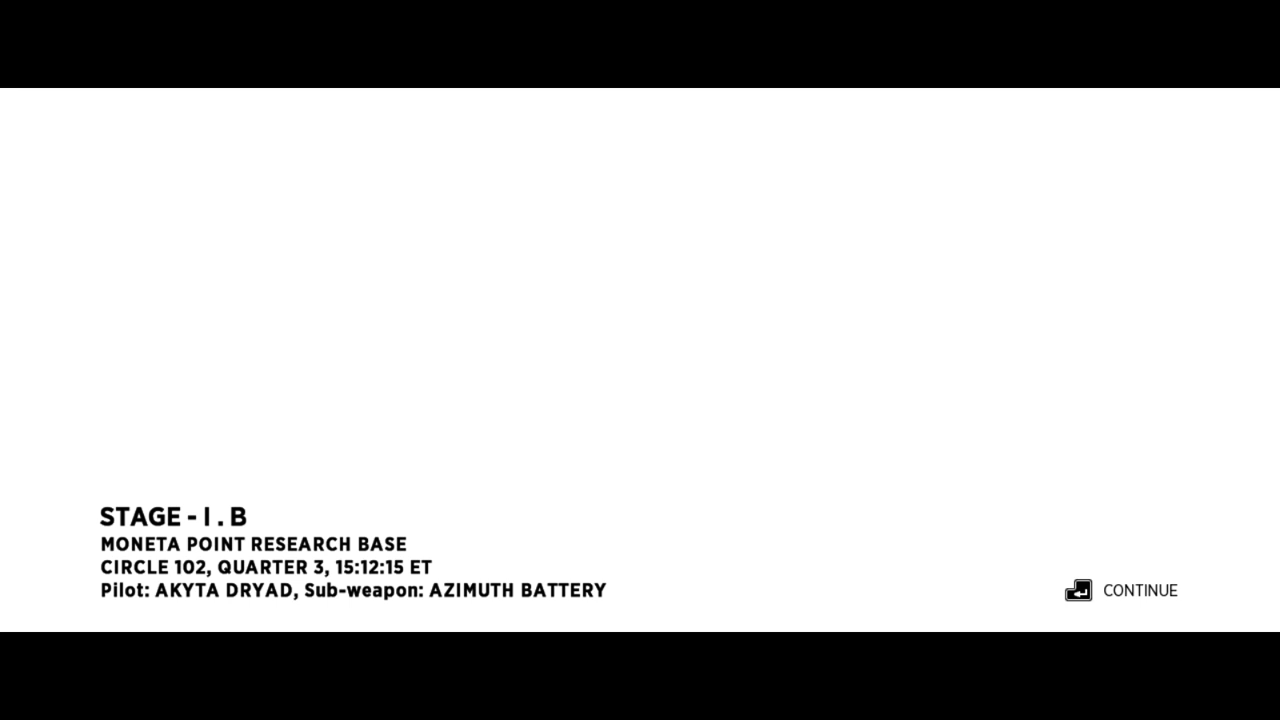 STAGE - I . B
MONETA POINT RESEARCH BASE
CIRCLE 102, QUARTER 3, 15:12:15 ET
Pilot: AKYTA DRYAD, Sub-weapon: AZIMUTH BATTERY
CONTINUE